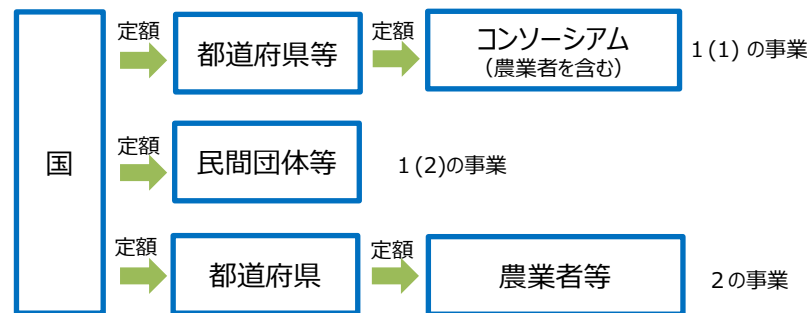 定額
定額
都道府県等
コンソーシアム
(農業者を含む)
1(1) の事業
国
定額
民間団体等
1(2)の事業
定額
定額
都道府県
農業者等
2の事業